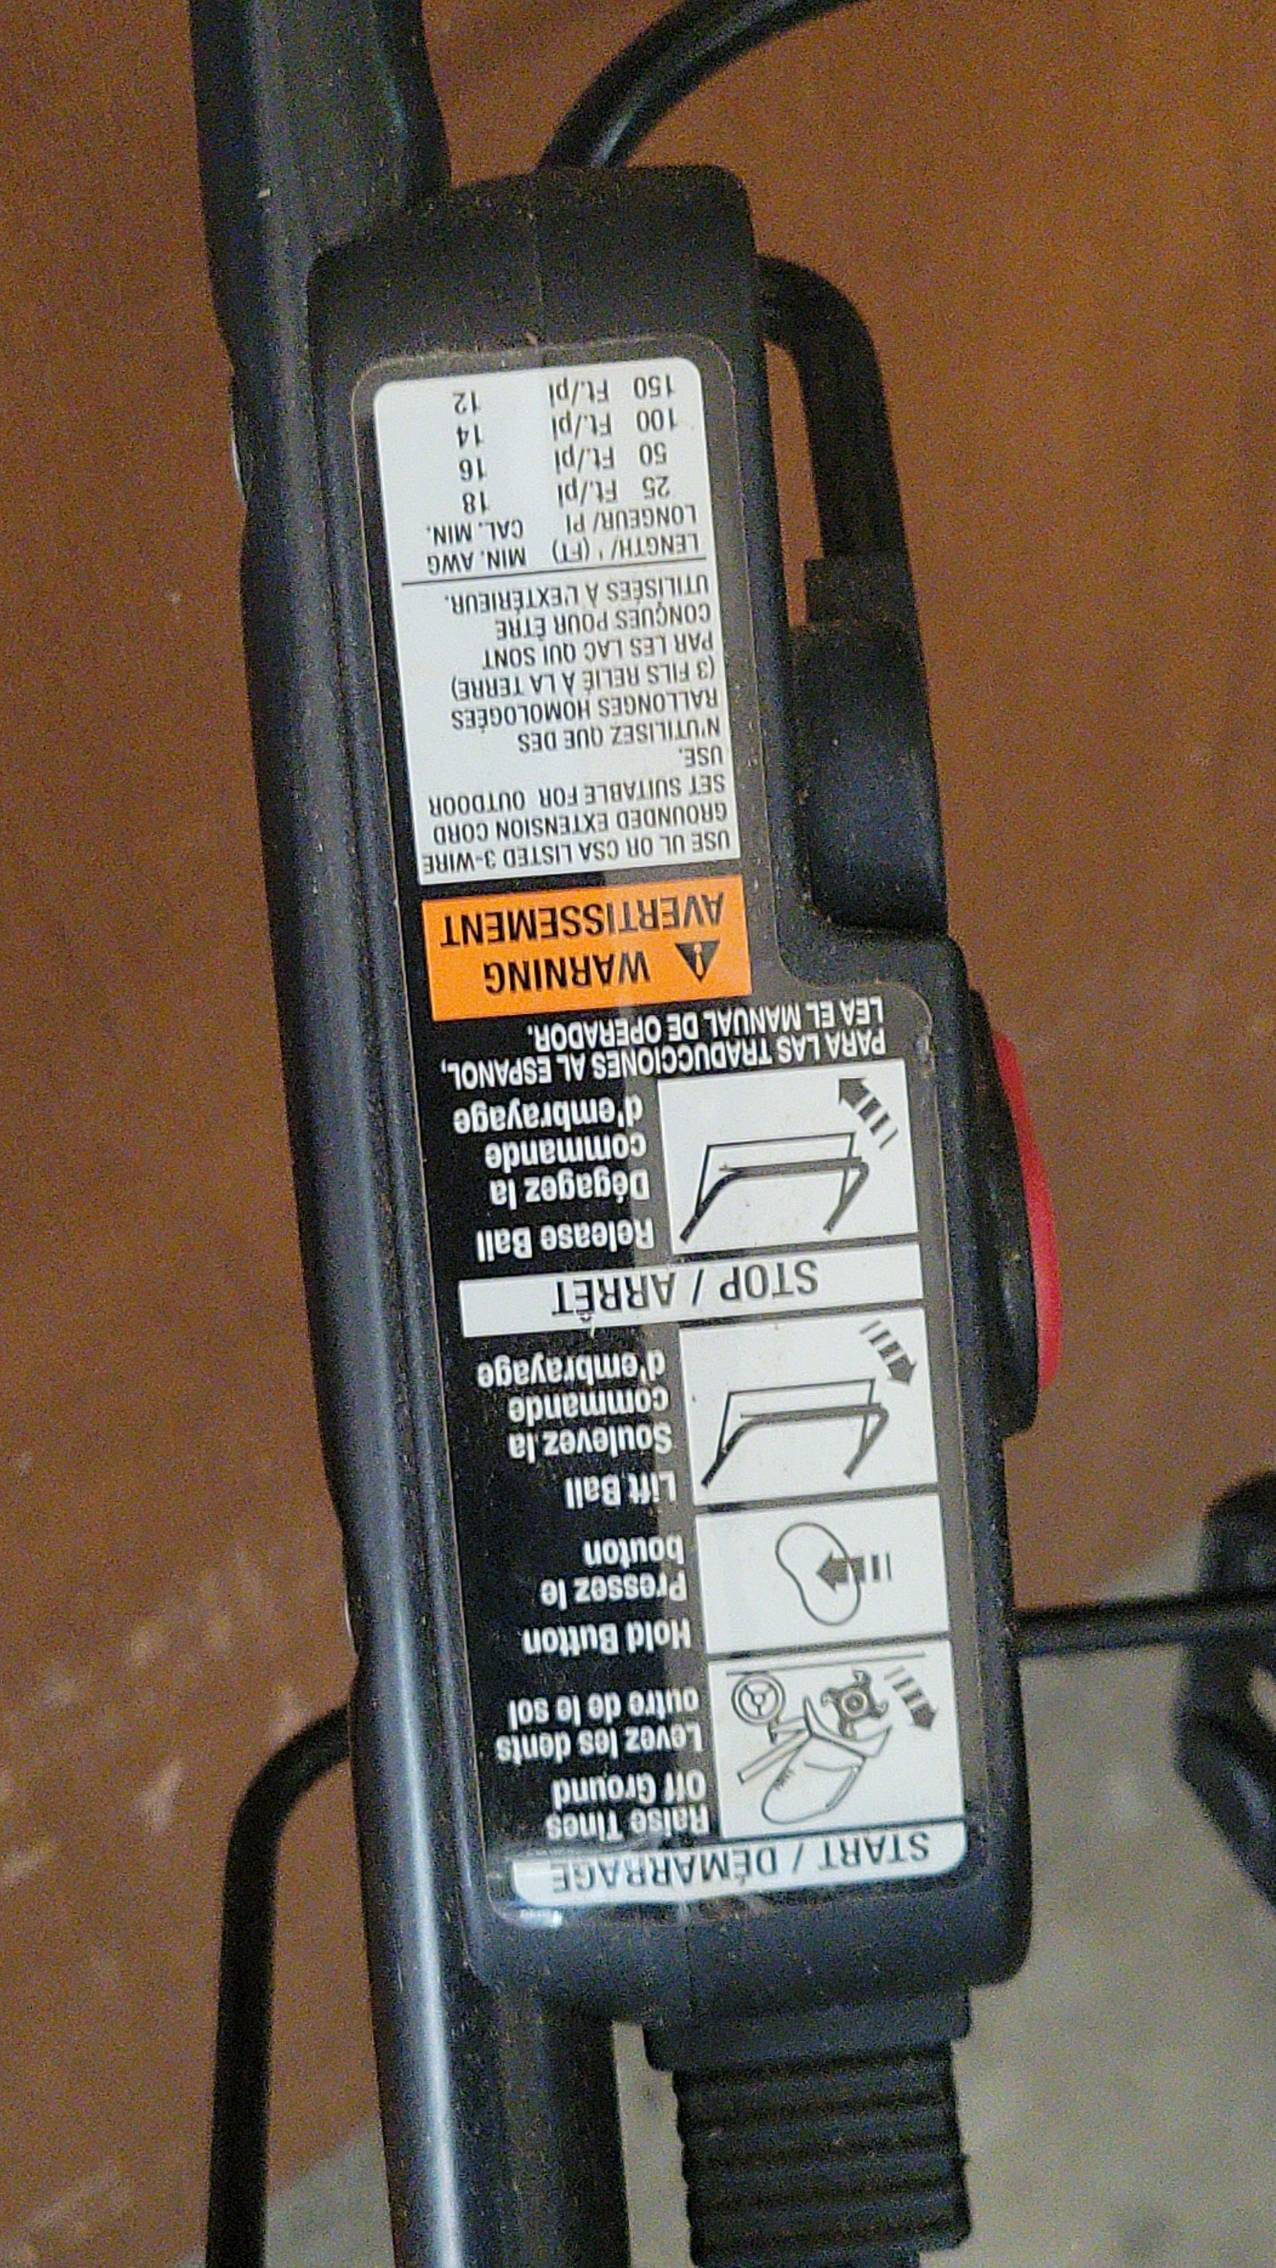 START / DÉMARRAGE
Raise Tines
Off Ground
Levez les dents
outre de le sol
Hold Button
Pressez le
bouton
Lift Bail
Soulevez la
commande
d'embrayage
STOP / ARRÊT
Release Bail
Dégagez la
commande
d'embrayage
PARA LAS TRADUCCIONES AL ESPAÑOL,
LEA EL MANUAL DE OPERADOR.
WARNING
AVERTISSEMENT
USE UL OR CSA LISTED 3-WIRE
GROUNDED EXTENSION CORD
SET SUITABLE FOR OUTDOOR
USE.
N'UTILISEZ QUE DES
RALLONGES HOMOLOGÉES
(3 FILS RELIÉ À LA TERRE)
PAR LES LAC QUI SONT
CONÇUES POUR ÊTRE
UTILISÉES À L'EXTÉRIEUR.
LENGTH/ ' (FT) MIN. AWG
LONGEUR/ PI CAL. MIN.
25 Ft./pi 18
50 Ft./pi 16
100 Ft./pi 14
150 Ft./pi 12